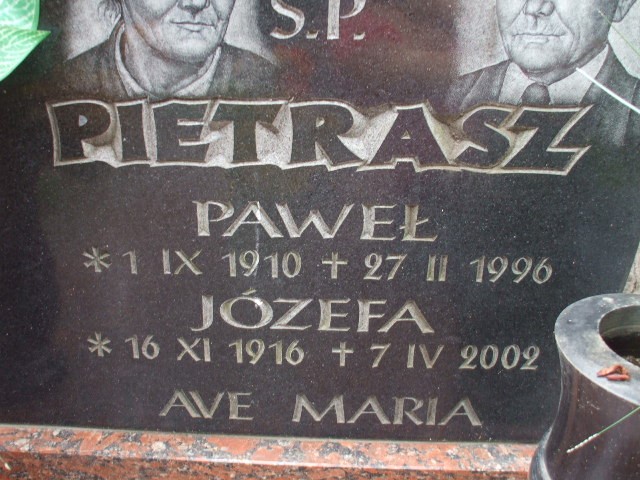 Ś.P.
PIETRASZ
PAWEŁ
* 1 IX 1910 + 27 II 1996
JÓZEFA
* 16 XI 1916 + 7 IV 2002
AVE MARIA